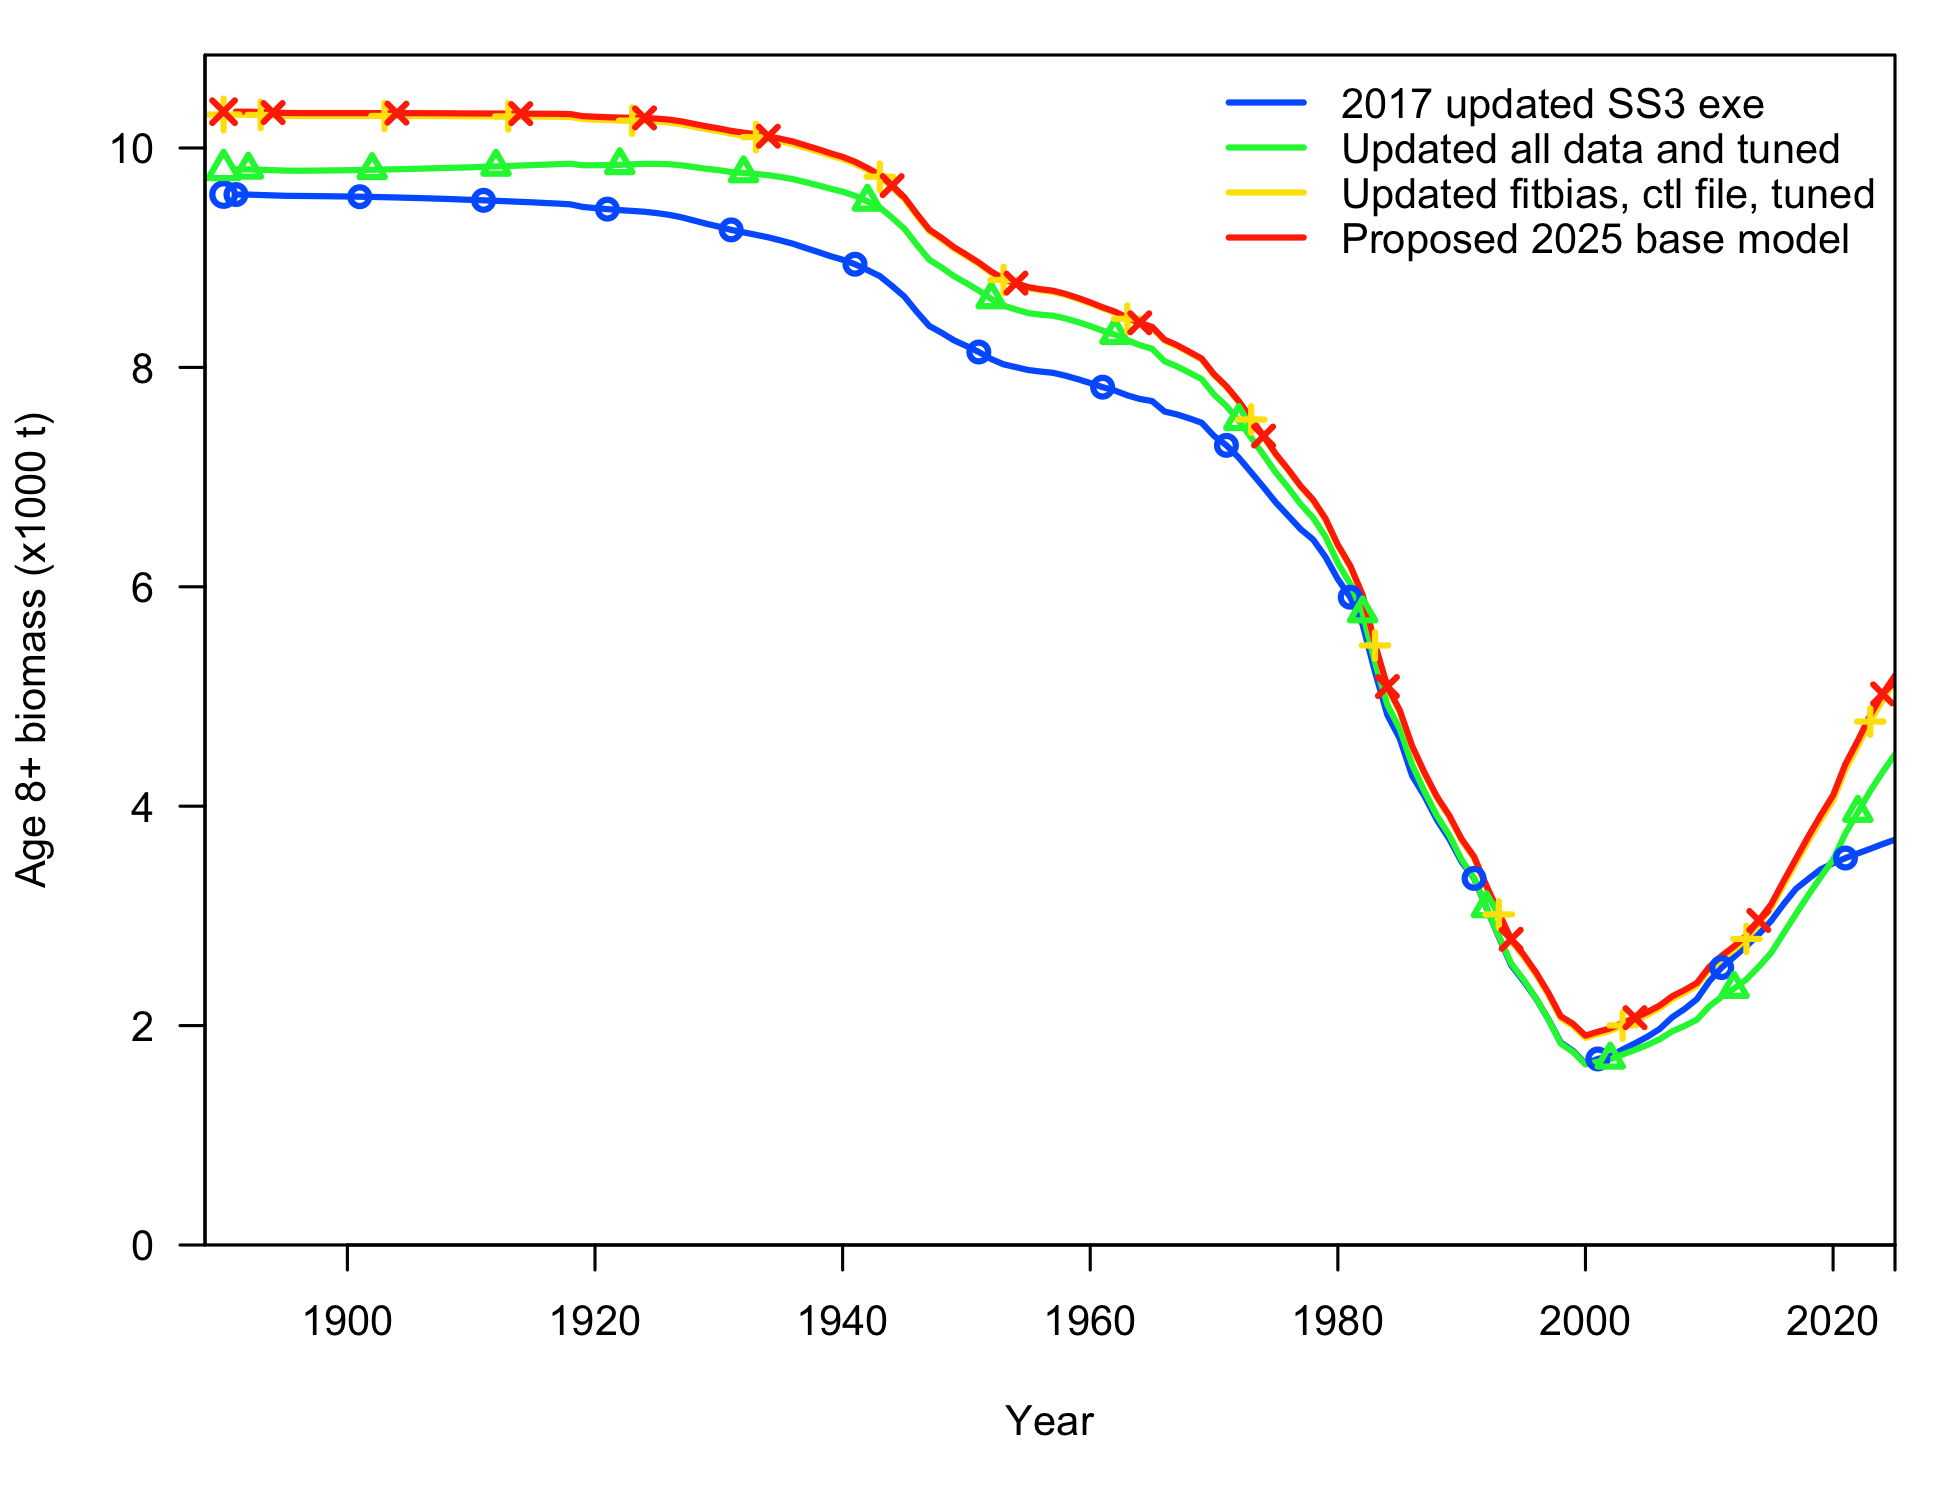 2017 updated SS3 exe
Updated all data and tuned
Updated fitbias, ctl file, tuned
Proposed 2025 base model
Age 8+ biomass (x1000 t)
10
8
6
4
2
0
1900 1920 1940 1960 1980 2000 2020
Year